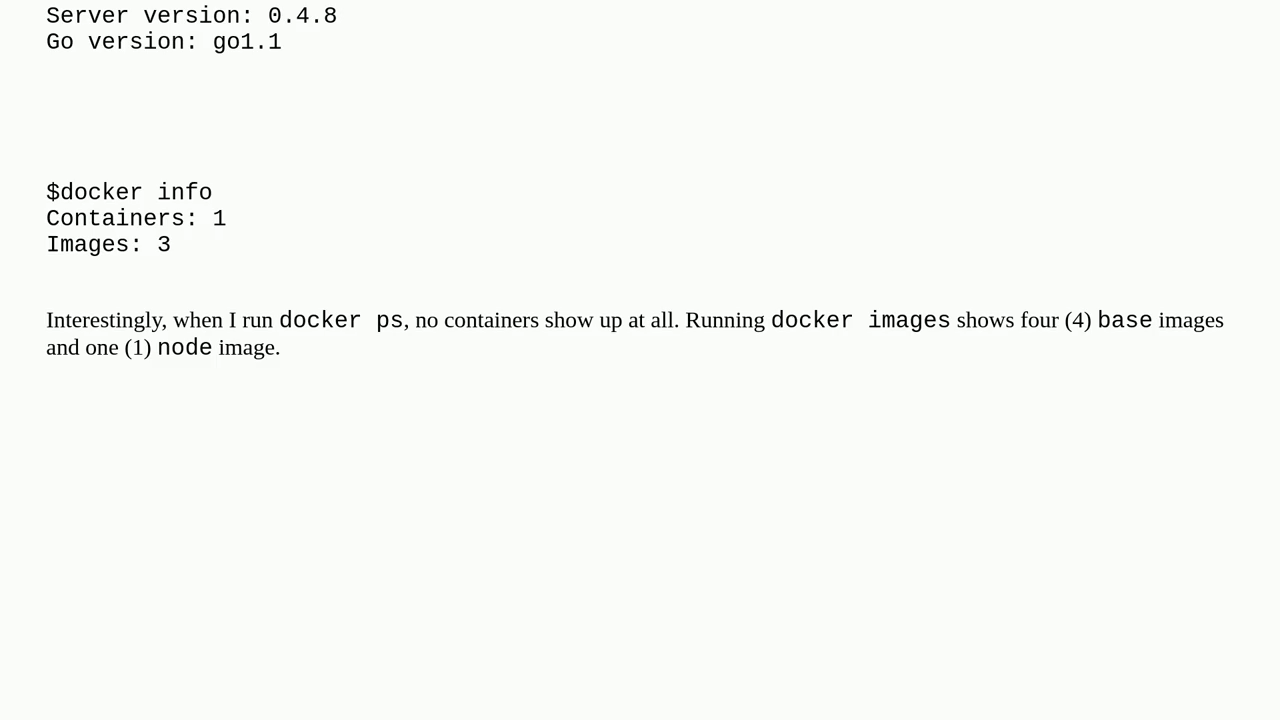 Server version: 0.4.8
Go version: go1.1
$docker info
Containers: 1
Images: 3
Interestingly, when I run docker ps, no containers show up at all. Running docker images shows four (4) base images
and one (1) node image.